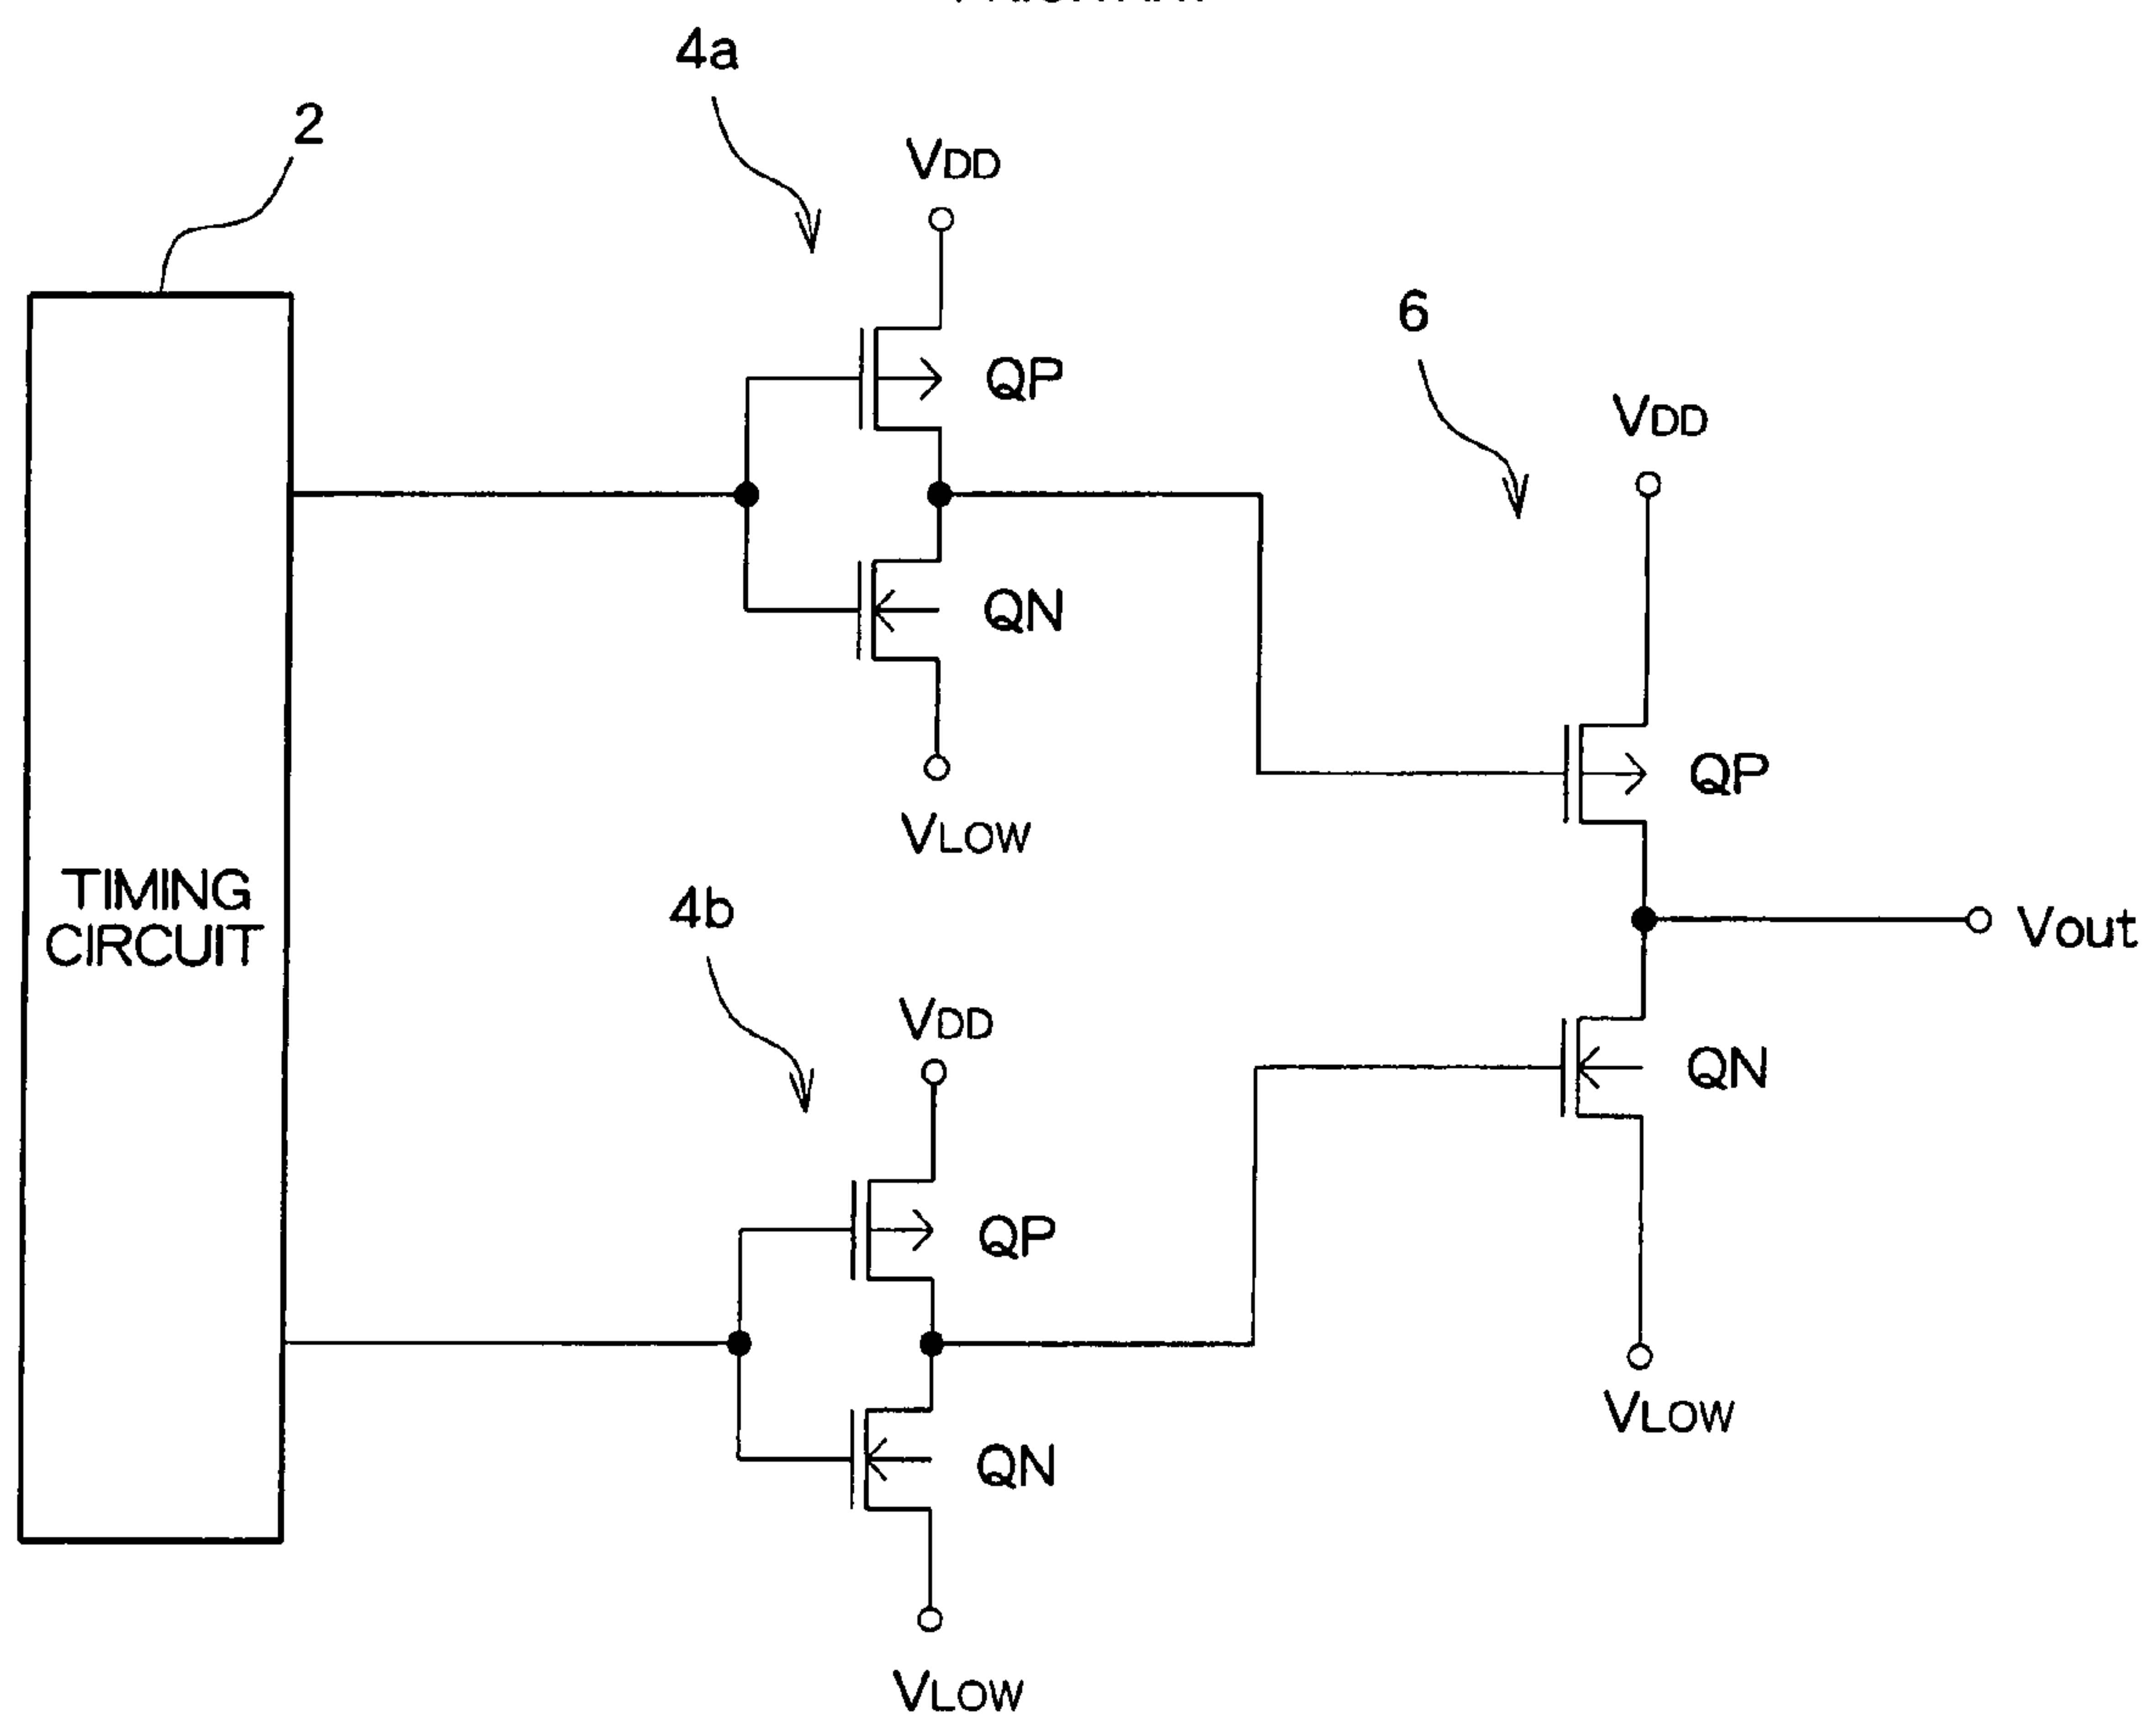 4a
2
VDD
QP
6
VDD
QN
QP
VLOW
TIMING
CIRCUIT
4b
Vout
VDD
QN
QP
VLOW
QN
VLOW